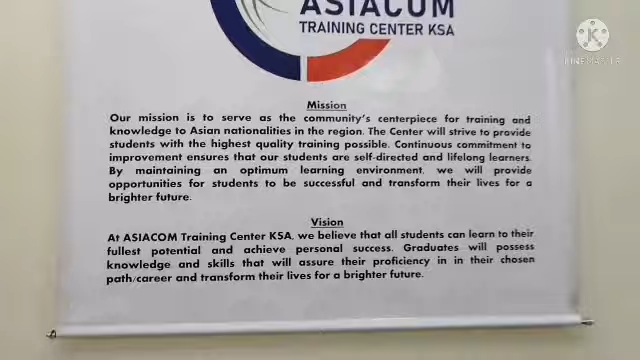 ASIACOM
TRAINING CENTER KSA
Mission
Our mission is to serve as the community's centerpiece for training and
knowledge to Asian nationalities in the region. The Center will strive to provide
students with the highest quality training possible. Continuous commitment to
improvement ensures that our students are self-directed and lifelong learners.
By maintaining an optimum learning environment, we will provide
opportunities for students to be successful and transform their lives for a
brighter future.
Vision
At ASIACOM Training Center KSA, we believe that all students can learn to their
fullest potential and achieve personal success. Graduates will possess
knowledge and skills that will assure their proficiency in in their chosen
path/career and transform their lives for a brighter future.
K
KINEMASTER